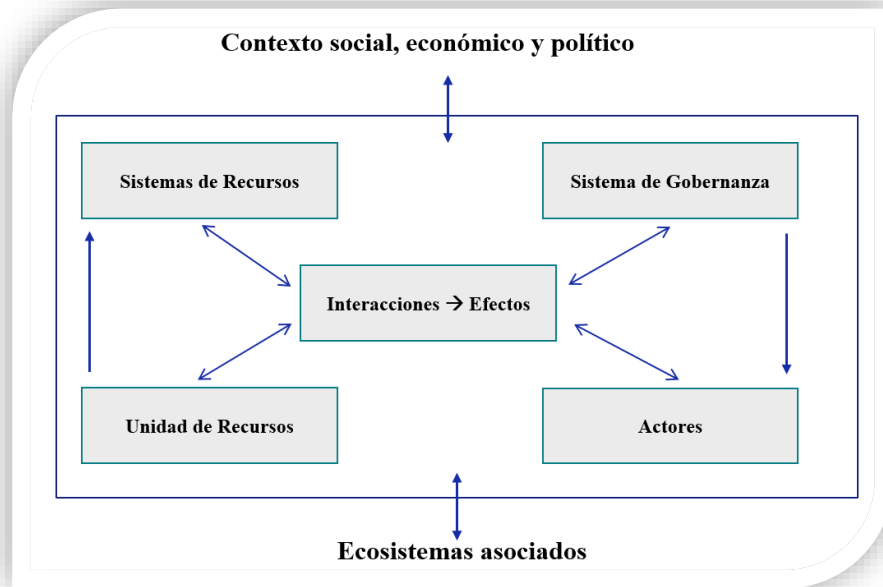 Contexto social, económico y político
Sistemas de Recursos
Sistema de Gobernanza
Interacciones → Efectos
Unidad de Recursos
Actores
Ecosistemas asociados